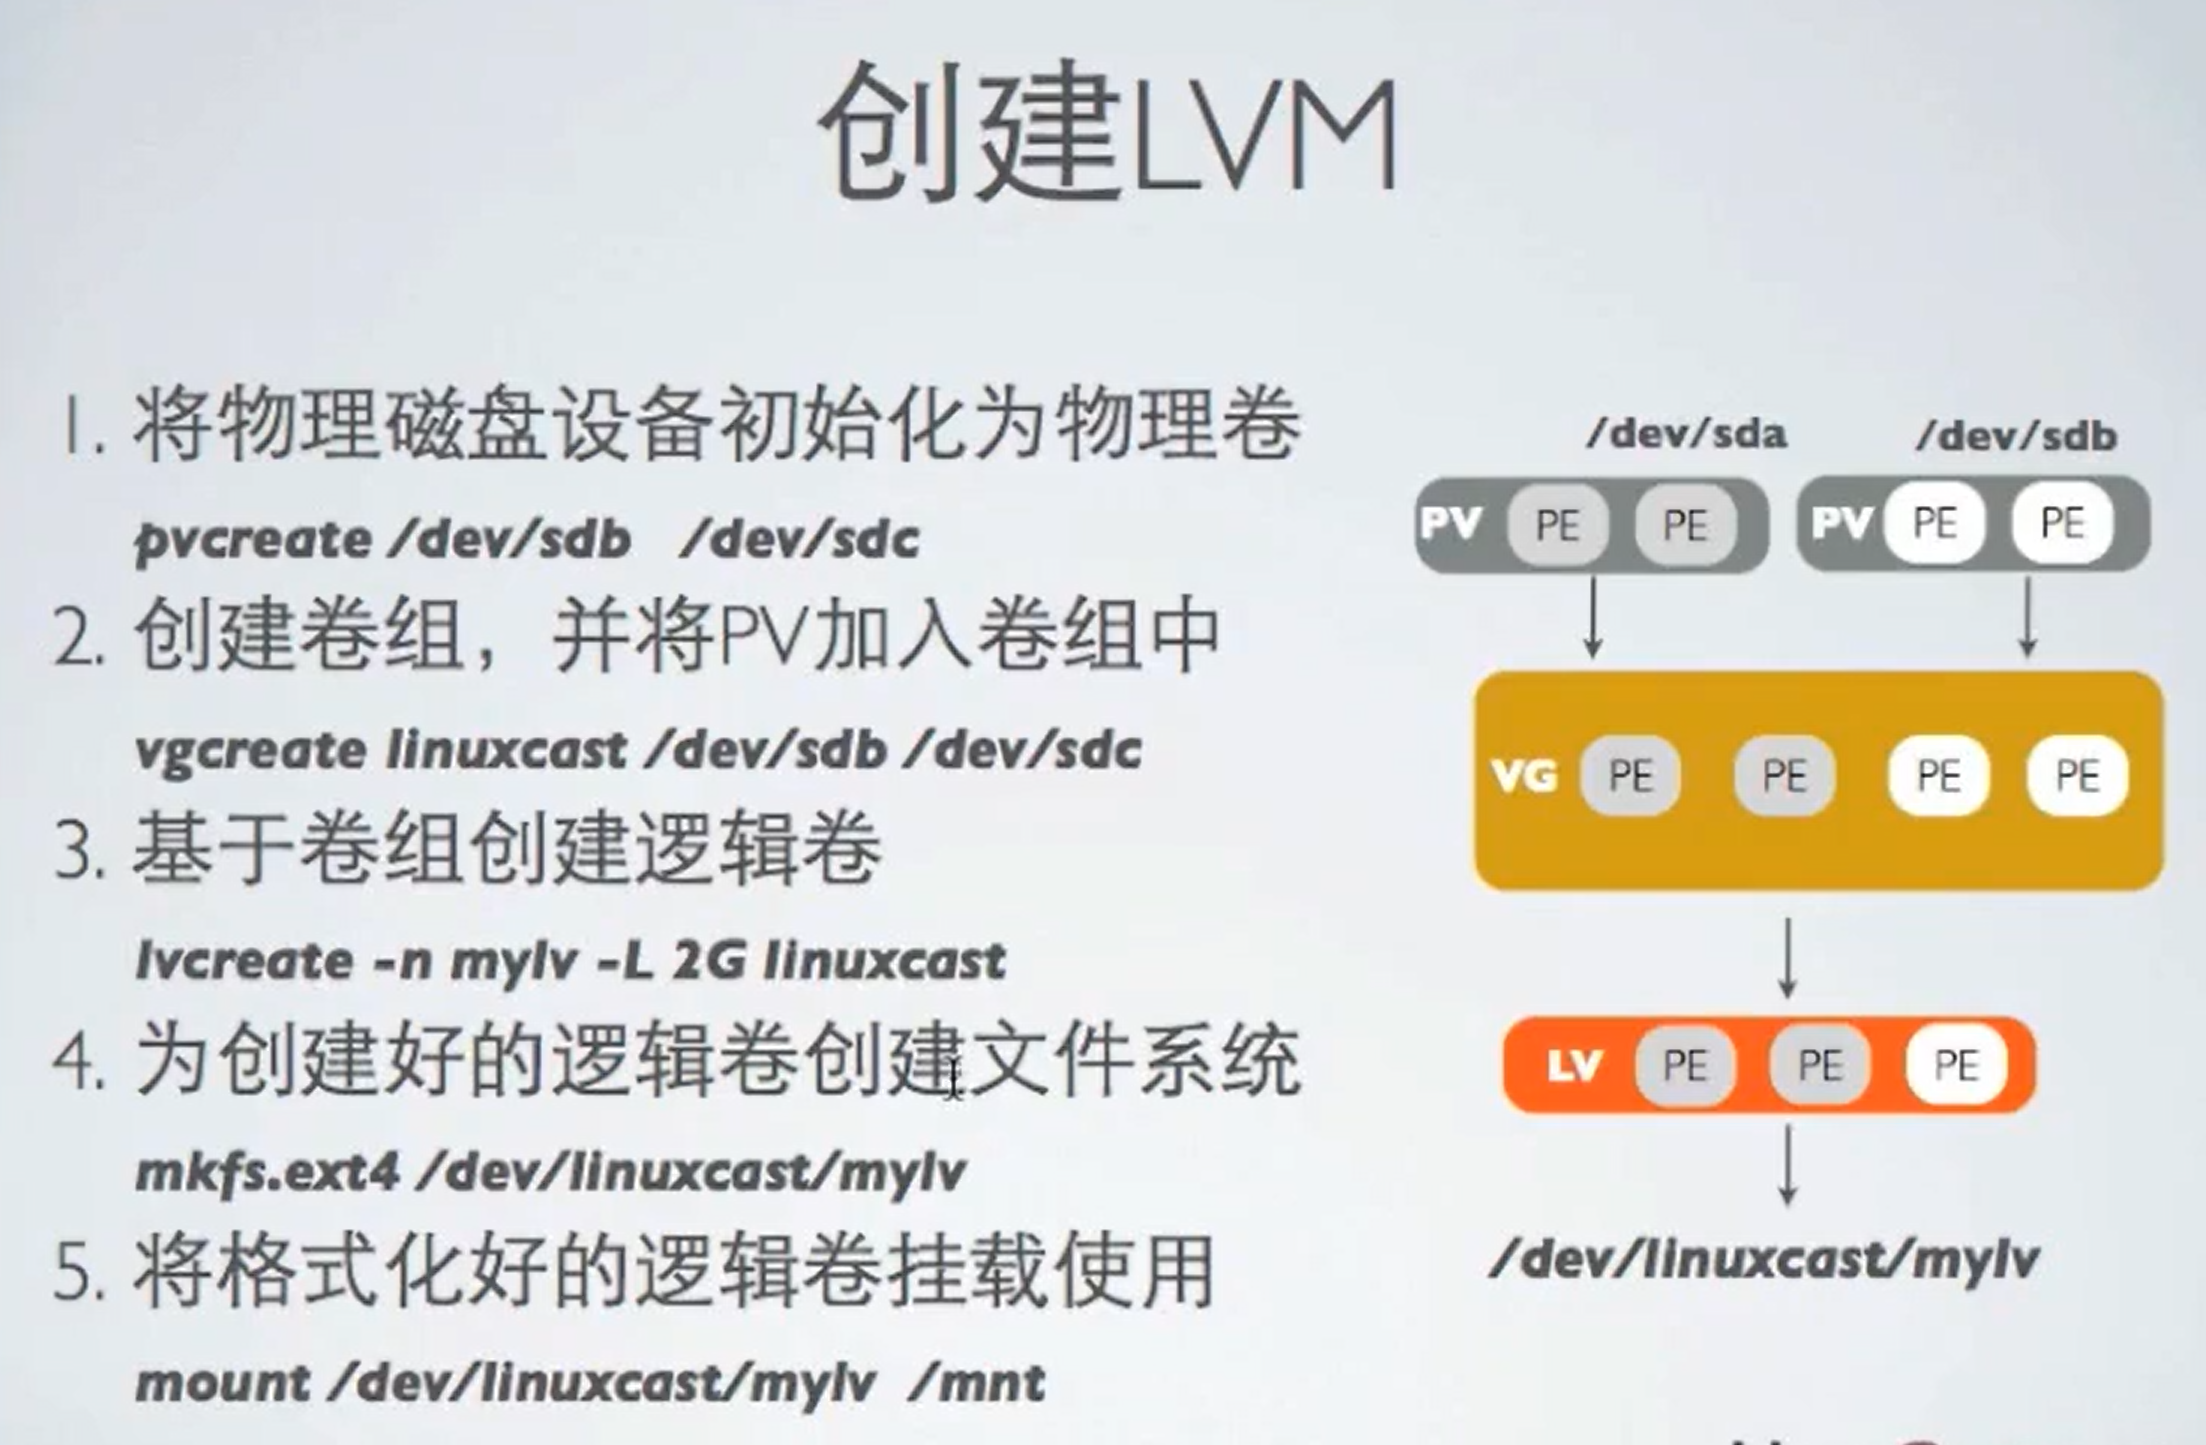 创建LVM
1. 将物理磁盘设备初始化为物理卷
pvcreate /dev/sdb /dev/sdc
2. 创建卷组，并将PV加入卷组中
vgcreate linuxcast /dev/sdb /dev/sdc
3. 基于卷组创建逻辑卷
lvcreate -n mylv -L 2G linuxcast
4. 为创建好的逻辑卷创建文件系统
mkfs.ext4 /dev/linuxcast/mylv
5. 将格式化好的逻辑卷挂载使用
mount /dev/linuxcast/mylv /mnt
/dev/sda /dev/sdb
PV PE PE PV PE PE
VG PE PE PE PE
LV PE PE PE
/dev/linuxcast/mylv